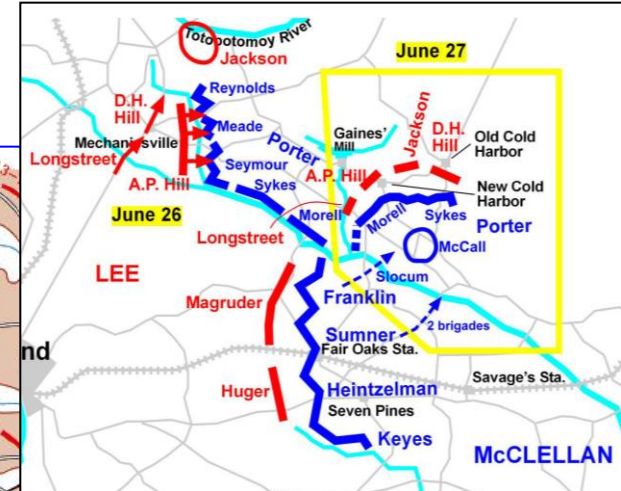 Totopotomoy River
Jackson
June 27
Reynolds
D.H.
Hill
Meade
Mechanicsville
Longstreet
Porter
Seymour
A.P. Hill
Sykes
June 26
Gaines'
Mill
Jackson
D.H.
Hill
Old Cold
Harbor
A.P. Hill
New Cold
Harbor
Morell
Morell
Sykes
Porter
Longstreet
McCall
LEE
Slocum
Magruder
Franklin
Sumner
2 brigades
nd
Fair Oaks Sta.
Savage's Sta.
Huger
Heintzelman
Seven Pines
Keyes
McCLELLAN